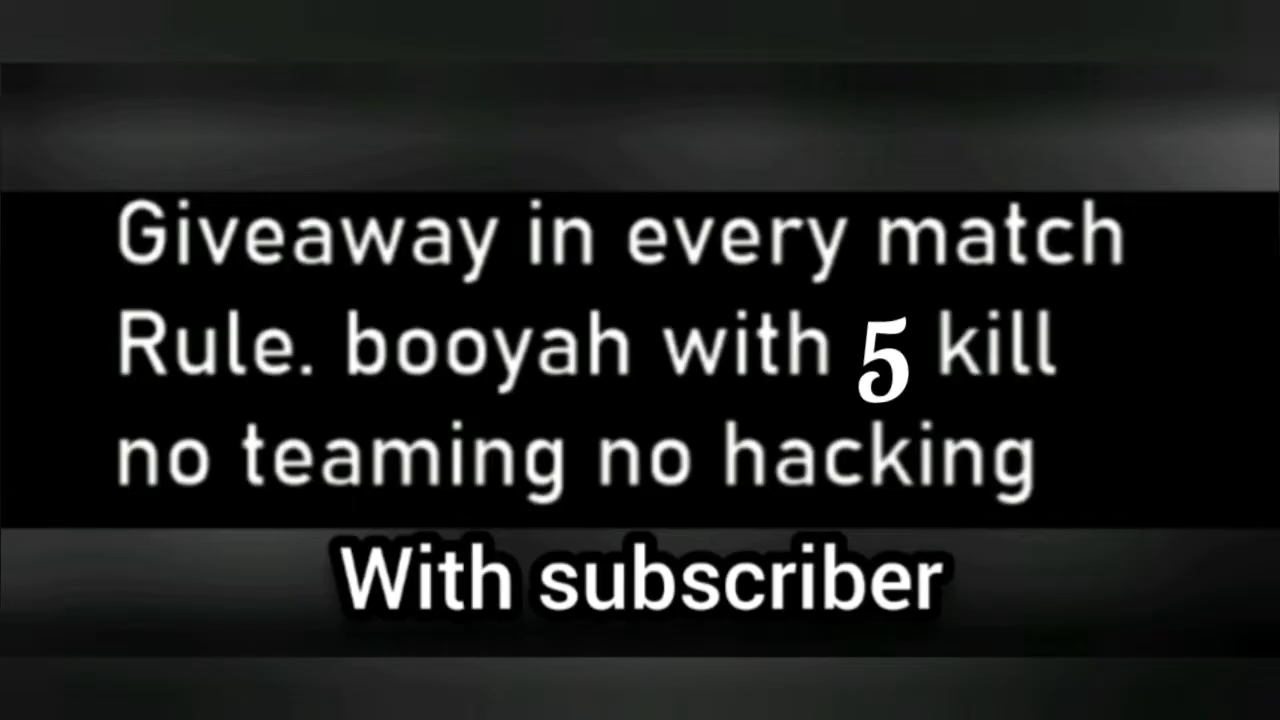 Giveaway in every match
Rule. booyah with 5 kill
no teaming no hacking
With subscriber